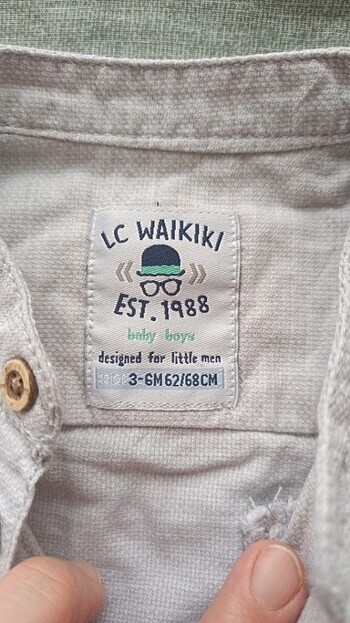 LC WAIKIKI
EST. 1988
baby boys
designed for little men
3-6M 62/68CM